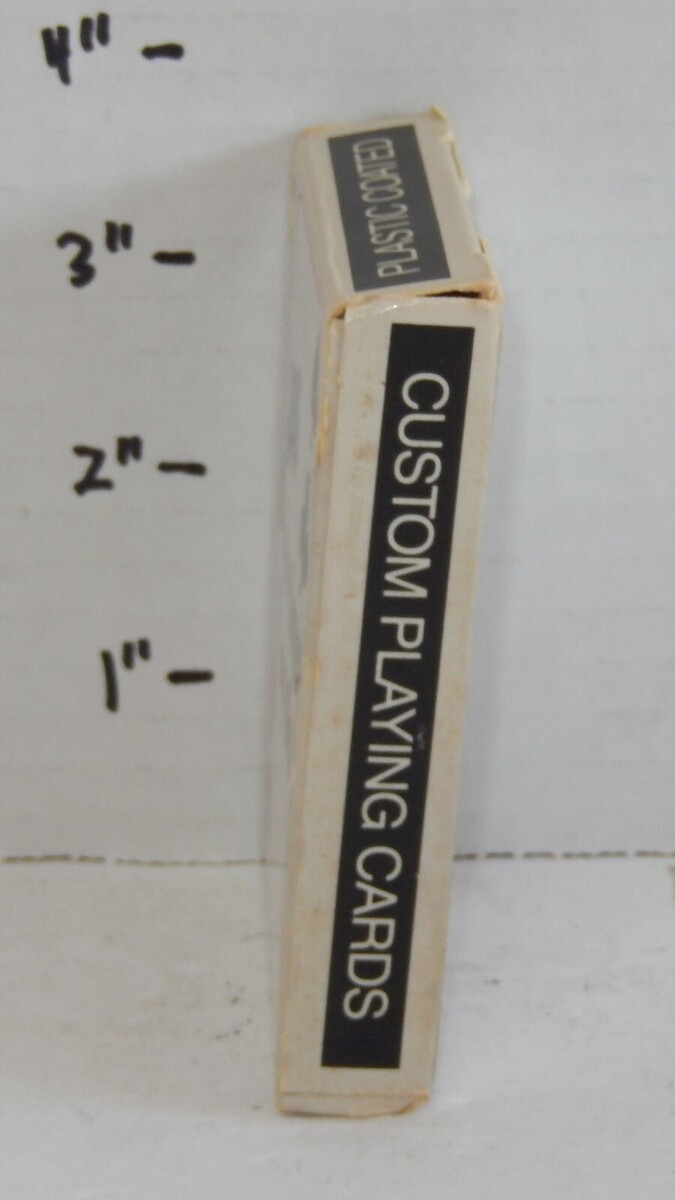 4" -
PLASTIC COATED
3" -
CUSTOM PLAYING CARDS
2" -
1" -